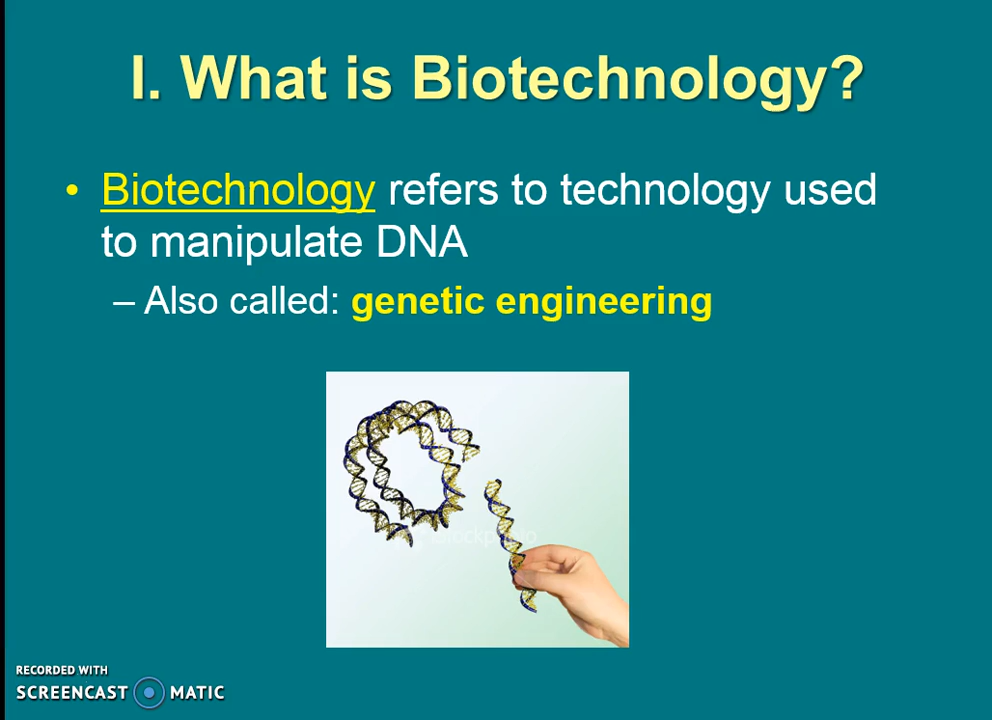 I. What is Biotechnology?
• Biotechnology refers to technology used
to manipulate DNA
– Also called: genetic engineering
RECORDED WITH
SCREENCAST MATIC